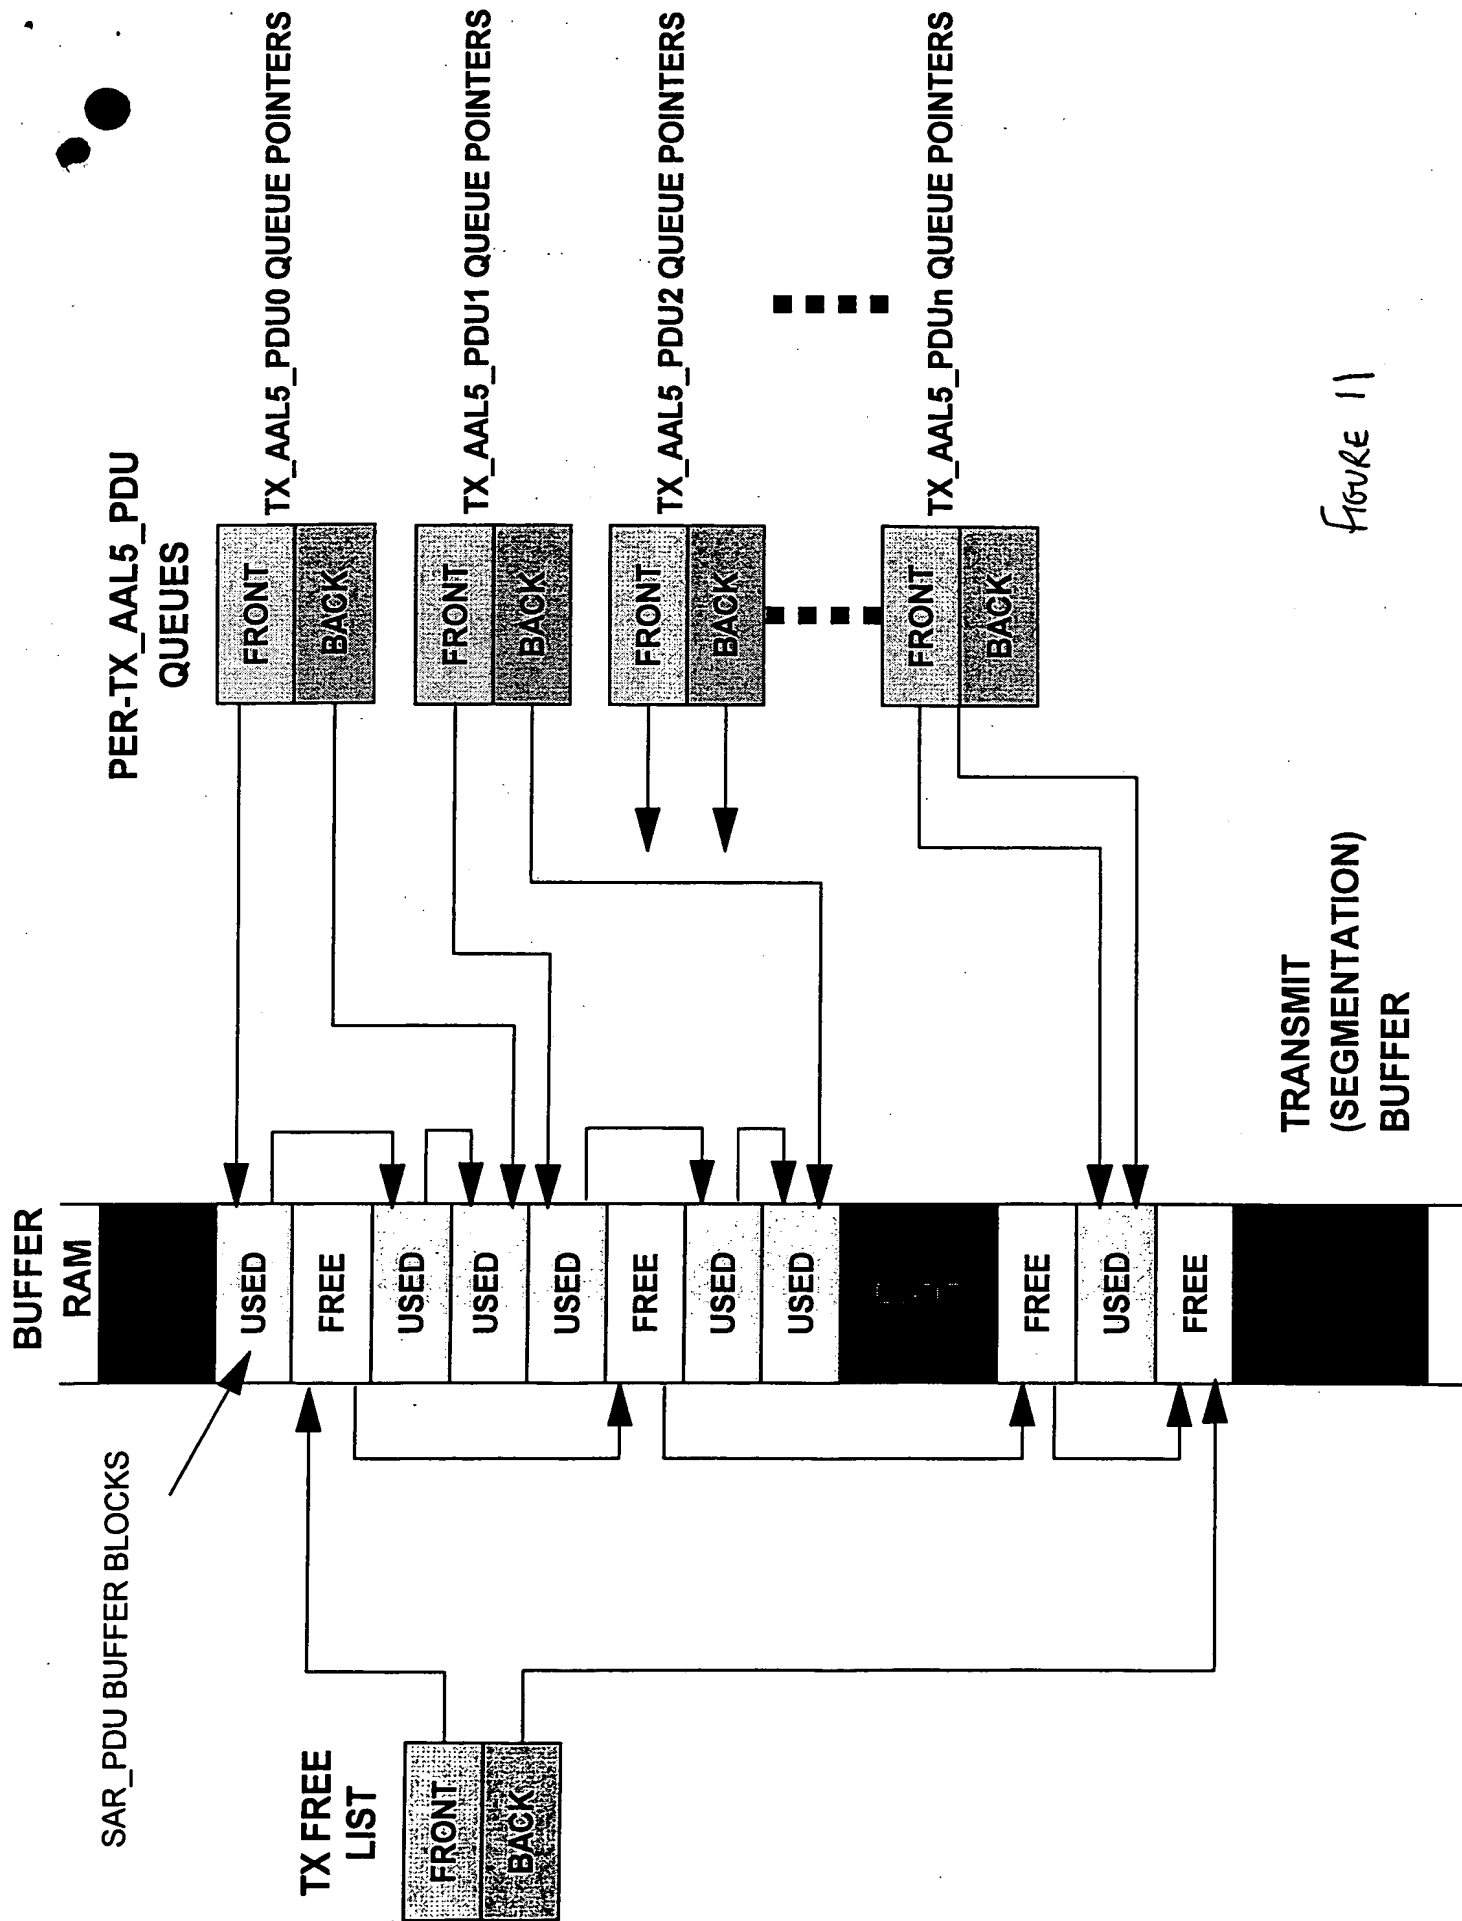 BUFFER
RAM
PER-TX_AAL5_PDU
QUEUES
SAR_PDU BUFFER BLOCKS
TX FREE
LIST
FRONT
BACK
USED
FREE
USED
USED
USED
FREE
USED
USED
FREE
USED
FREE
FRONT
BACK
TX_AAL5_PDU0 QUEUE POINTERS
FRONT
BACK
TX_AAL5_PDU1 QUEUE POINTERS
FRONT
BACK
TX_AAL5_PDU2 QUEUE POINTERS
FRONT
BACK
TX_AAL5_PDUn QUEUE POINTERS
TRANSMIT
(SEGMENTATION)
BUFFER
FIGURE 11